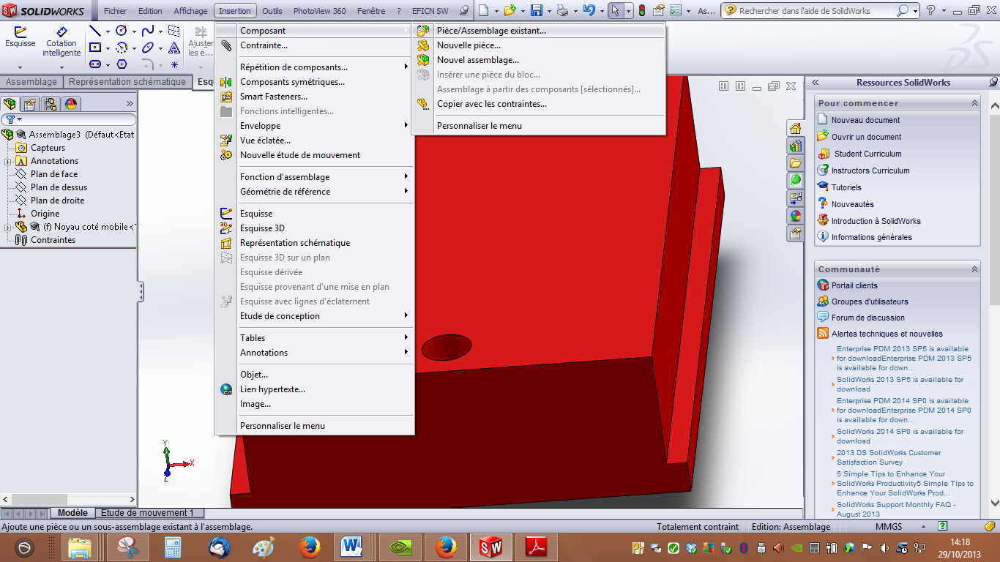 SOLIDWORKS
Fichier Edition Affichage Insertion Outils PhotoView 360 Fenêtre ? EFICN SW
As...
Rechercher dans l'aide de SolidWorks
Esquisse
Cotation
intelligente
Ajuster
les e...
Assemblage
Représentation schématique
Esq
Assemblage3 (Défaut<Etat
Capteurs
Annotations
Plan de face
Plan de dessus
Plan de droite
Origine
(f) Noyau coté mobile<
Contraintes
Composant
Contrainte...
Répétition de composants...
Composants symétriques...
Smart Fasteners...
Fonctions intelligentes...
Enveloppe
Vue éclatée...
Nouvelle étude de mouvement
Fonction d'assemblage
Géométrie de référence
Esquisse
Esquisse 3D
Représentation schématique
Esquisse 3D sur un plan
Esquisse dérivée
Esquisse provenant d'une mise en plan
Esquisse avec lignes d'éclatement
Etude de conception
Tables
Annotations
Objet...
Lien hypertexte...
Image...
Personnaliser le menu
Pièce/Assemblage existant...
Nouvelle pièce...
Nouvel assemblage...
Insérer une pièce du bloc...
Assemblage à partir des composants [sélectionnés]...
Copier avec les contraintes...
Personnaliser le menu
Y
X
Z
Ressources SolidWorks
Pour commencer
Nouveau document
Ouvrir un document
Student Curriculum
Instructors Curriculum
Tutoriels
Nouveautés
Introduction à SolidWorks
Informations générales
Communauté
Portail clients
Groupes d'utilisateurs
Forum de discussion
Alertes techniques et nouvelles
Enterprise PDM 2013 SP5 is available
for downloadEnterprise PDM 2013 SP5
is available for down...
SolidWorks 2013 SP5 is available for
download
Enterprise PDM 2014 SP0 is available
for downloadEnterprise PDM 2014 SP0
is available for down...
SolidWorks 2014 SP0 is available for
download
2013 DS SolidWorks Customer
Satisfaction Survey
5 Simple Tips to Enhance Your
SolidWorks Productivity5 Simple Tips to
Enhance Your SolidWorks Prod...
SolidWorks Support Monthly FAQ -
August 2013
Modèle
Etude de mouvement 1
Ajoute une pièce ou un sous-assemblage existant à l'assemblage.
Totalement contraint
Edition: Assemblage
MMGS
14:18
29/10/2013